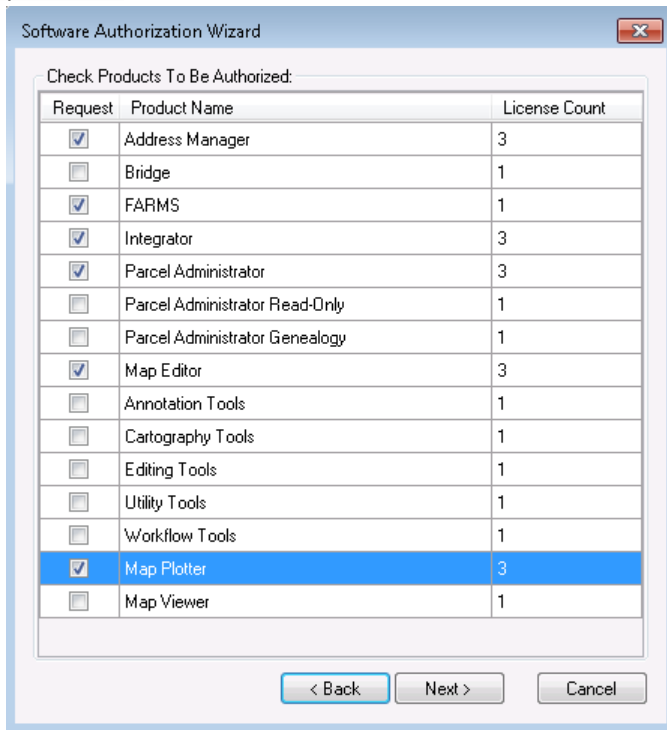 Software Authorization Wizard
Check Products To Be Authorized:
Request Product Name License Count
Address Manager 3
Bridge 1
FARMS 1
Integrator 3
Parcel Administrator 3
Parcel Administrator Read-Only 1
Parcel Administrator Genealogy 1
Map Editor 3
Annotation Tools 1
Cartography Tools 1
Editing Tools 1
Utility Tools 1
Workflow Tools 1
Map Plotter 3
Map Viewer 1
< Back Next > Cancel